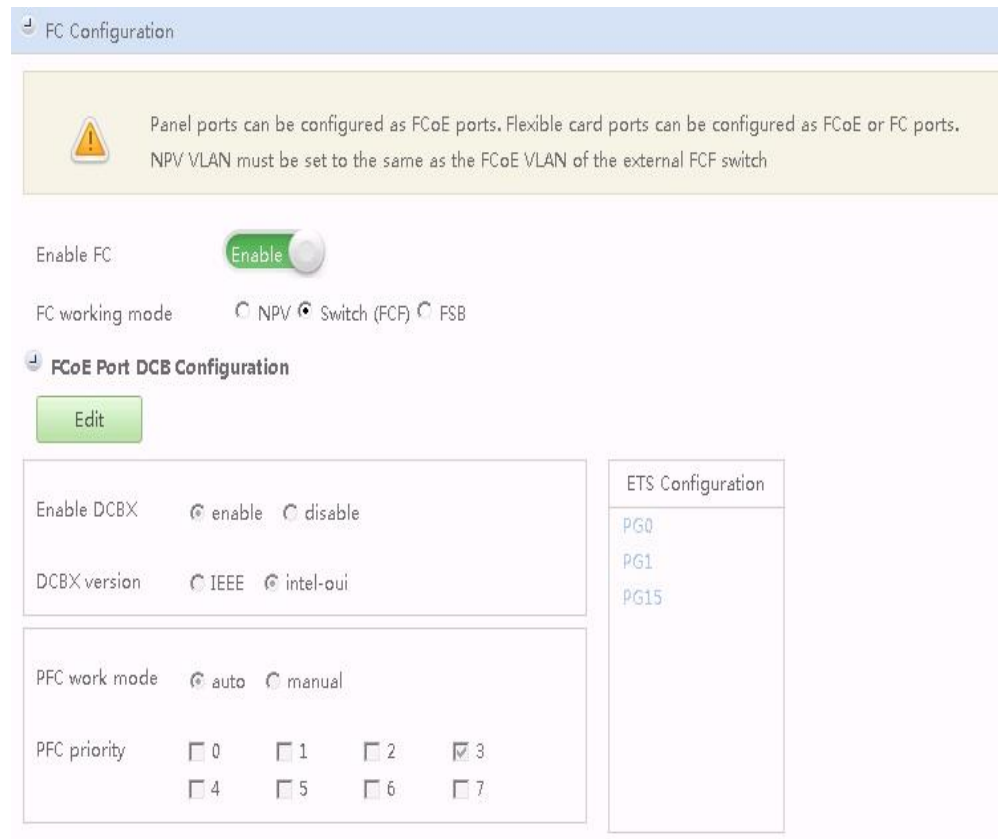 FC Configuration
Panel ports can be configured as FCoE ports. Flexible card ports can be configured as FCoE or FC ports.
NPV VLAN must be set to the same as the FCoE VLAN of the external FCF switch
Enable FC Enable
FC working mode NPV Switch (FCF) FSB
FCoE Port DCB Configuration
Edit
Enable DCBX enable disable
DCBX version IEEE intel-oui
PFC work mode auto manual
PFC priority 0 1 2 3
4 5 6 7
ETS Configuration
PG0
PG1
PG15